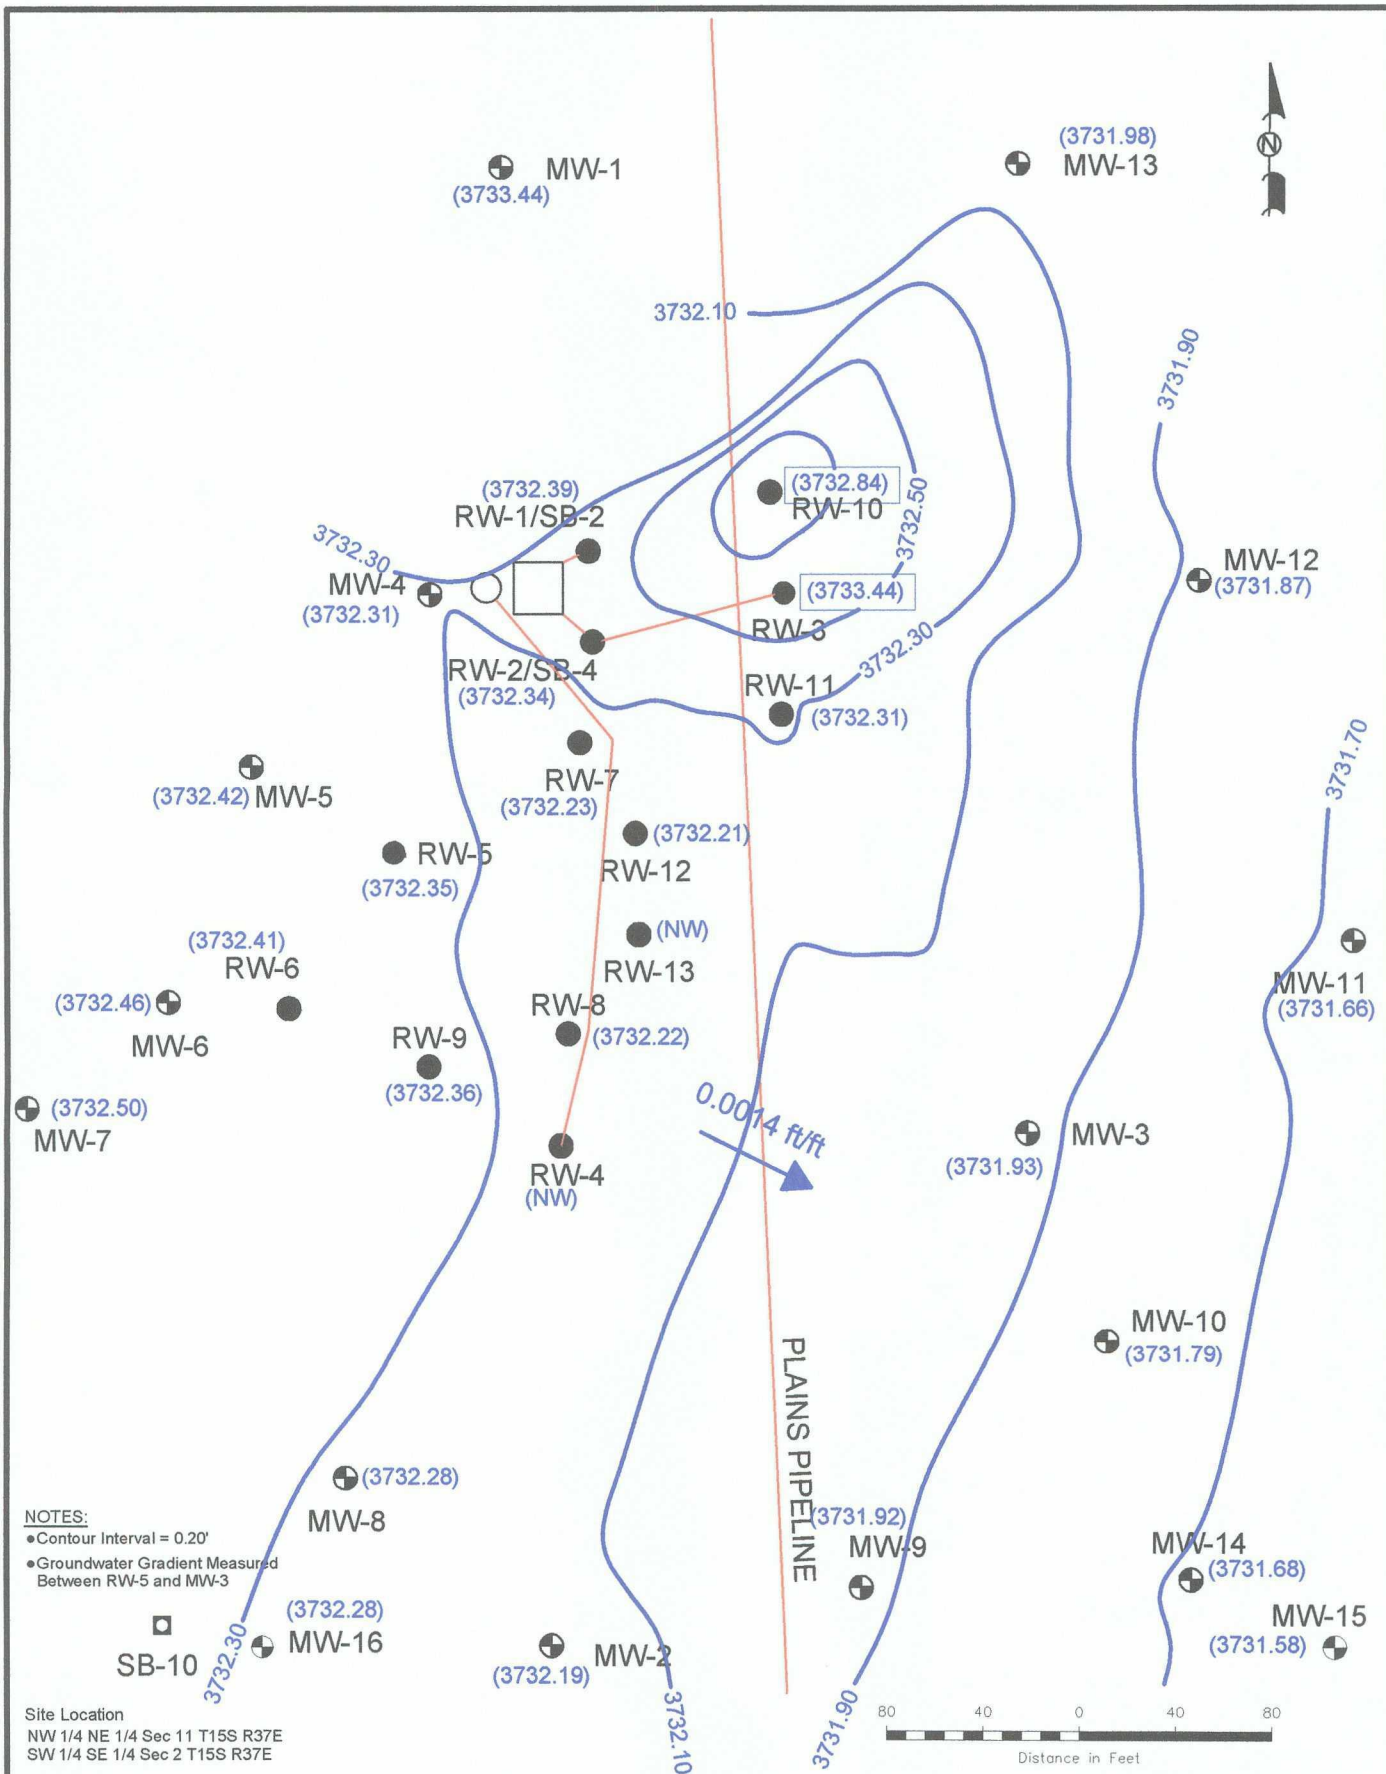 (3731.98)
MW-13
N
MW-1
(3733.44)
3732.10
3731.90
(3732.39)
RW-1/SB-2
(3732.84)
RW-10
3732.50
3732.30
MW-4
(3732.31)
MW-12
(3731.87)
(3733.44)
RW-3
3732.30
RW-2/SB-4
(3732.34)
RW-11
(3732.31)
MW-5
(3732.42)
RW-7
(3732.23)
3731.70
(3732.21)
RW-12
RW-5
(3732.35)
(3732.41)
RW-6
(NW)
RW-13
(3732.46)
MW-6
RW-8
(3732.22)
MW-11
(3731.66)
RW-9
(3732.36)
(3732.50)
MW-7
0.0014 ft/ft
MW-3
(3731.93)
RW-4
(NW)
MW-10
(3731.79)
PLAINS PIPELINE
(3732.28)
MW-8
(3731.92)
MW-9
MW-14
(3731.68)
NOTES:
●Contour Interval = 0.20'
●Groundwater Gradient Measured
Between RW-5 and MW-3
(3732.28)
MW-16
SB-10
3732.30
MW-2
(3732.19)
3732.10
3731.90
MW-15
(3731.58)
Site Location
NW 1/4 NE 1/4 Sec 11 T15S R37E
SW 1/4 SE 1/4 Sec 2 T15S R37E
80 40 0 40 80
Distance in Feet